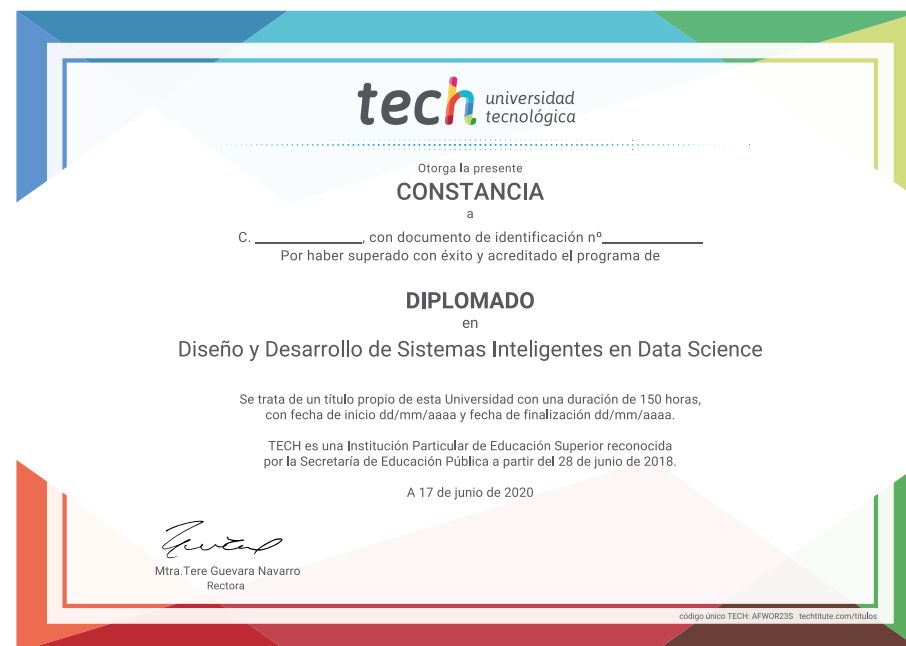 tech universidad
tecnológica
Otorga la presente
CONSTANCIA
a
C. ____________, con documento de identificación nº____________
Por haber superado con éxito y acreditado el programa de
DIPLOMADO
en
Diseño y Desarrollo de Sistemas Inteligentes en Data Science
Se trata de un título propio de esta Universidad con una duración de 150 horas,
con fecha de inicio dd/mm/aaaa y fecha de finalización dd/mm/aaaa.
TECH es una Institución Particular de Educación Superior reconocida
por la Secretaría de Educación Pública a partir del 28 de junio de 2018.
A 17 de junio de 2020
Mtra.Tere Guevara Navarro
Rectora
código único TECH: AFWOR23S techtitute.com/titulos